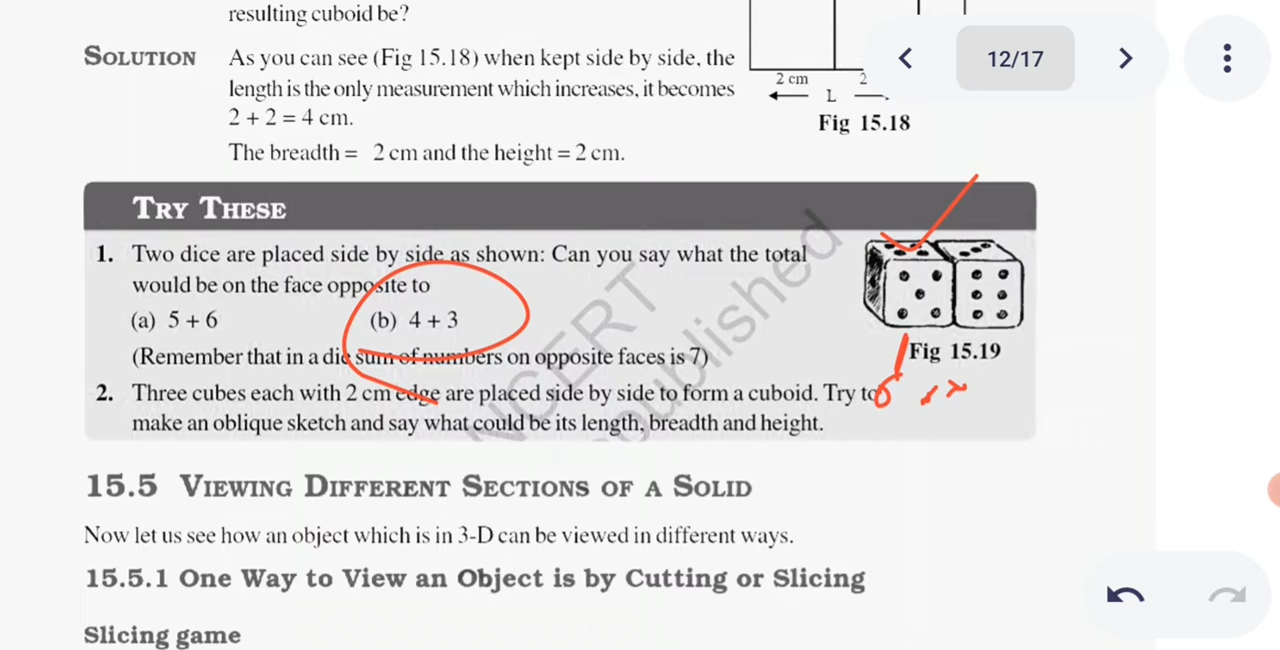 resulting cuboid be?
SOLUTION As you can see (Fig 15.18) when kept side by side, the
length is the only measurement which increases, it becomes
2 + 2 = 4 cm.
The breadth = 2 cm and the height = 2 cm.
2 cm 2
L
Fig 15.18
12/17
TRY THESE
1. Two dice are placed side by side as shown: Can you say what the total
would be on the face opposite to
(a) 5 + 6 (b) 4 + 3
(Remember that in a die sum of numbers on opposite faces is 7)
Fig 15.19
2. Three cubes each with 2 cm edge are placed side by side to form a cuboid. Try to
make an oblique sketch and say what could be its length, breadth and height.
NCERT
published
15.5 VIEWING DIFFERENT SECTIONS OF A SOLID
Now let us see how an object which is in 3-D can be viewed in different ways.
15.5.1 One Way to View an Object is by Cutting or Slicing
Slicing game